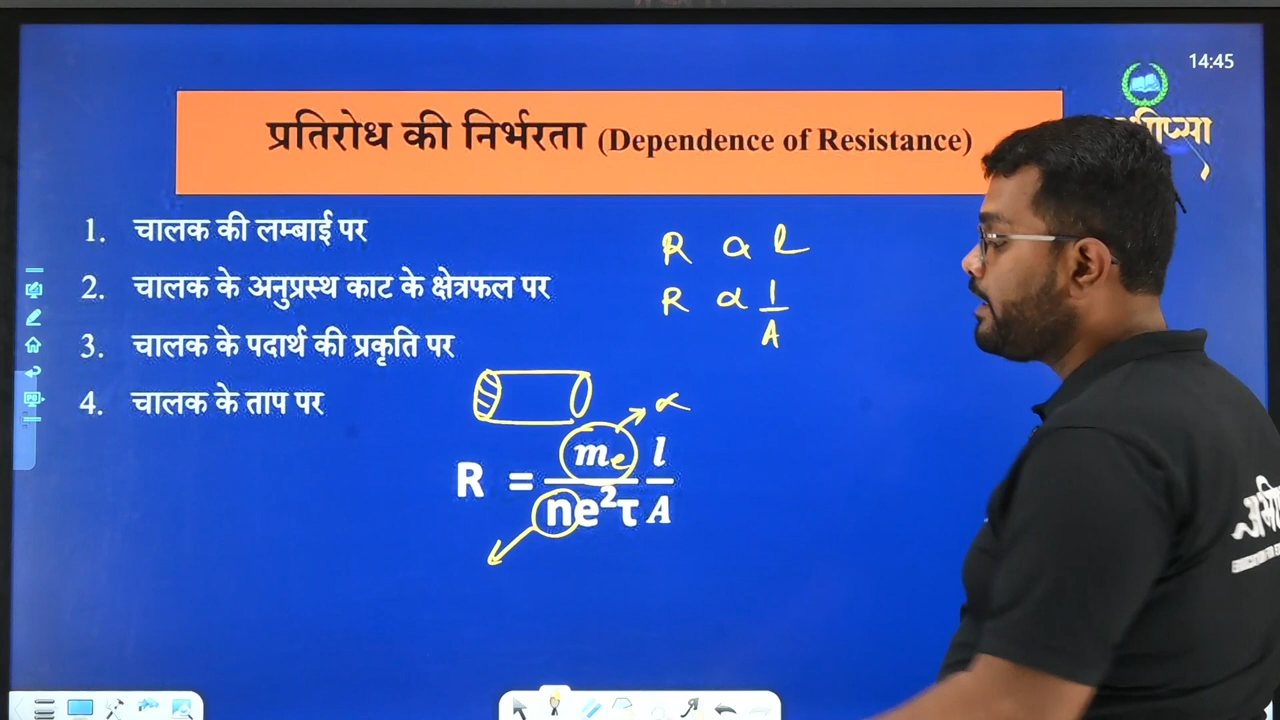 14:45
प्रतिरोध की निर्भरता (Dependence of Resistance)
1. चालक की लम्बाई पर
2. चालक के अनुप्रस्थ काट के क्षेत्रफल पर
3. चालक के पदार्थ की प्रकृति पर
4. चालक के ताप पर
R α l
R α 1/A
α
R = mₑ/ne²τ l/A